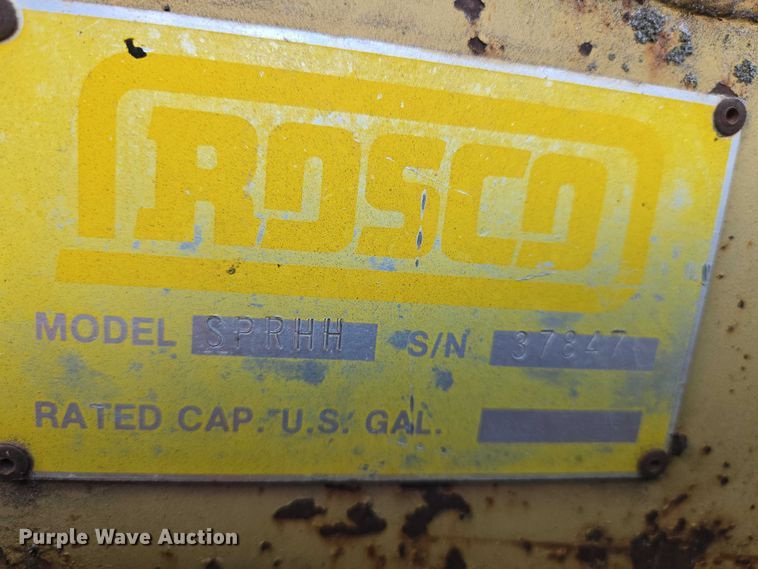 ROSCO
MODEL SPRHH S/N 37847
RATED CAP. U.S. GAL.
Purple Wave Auction